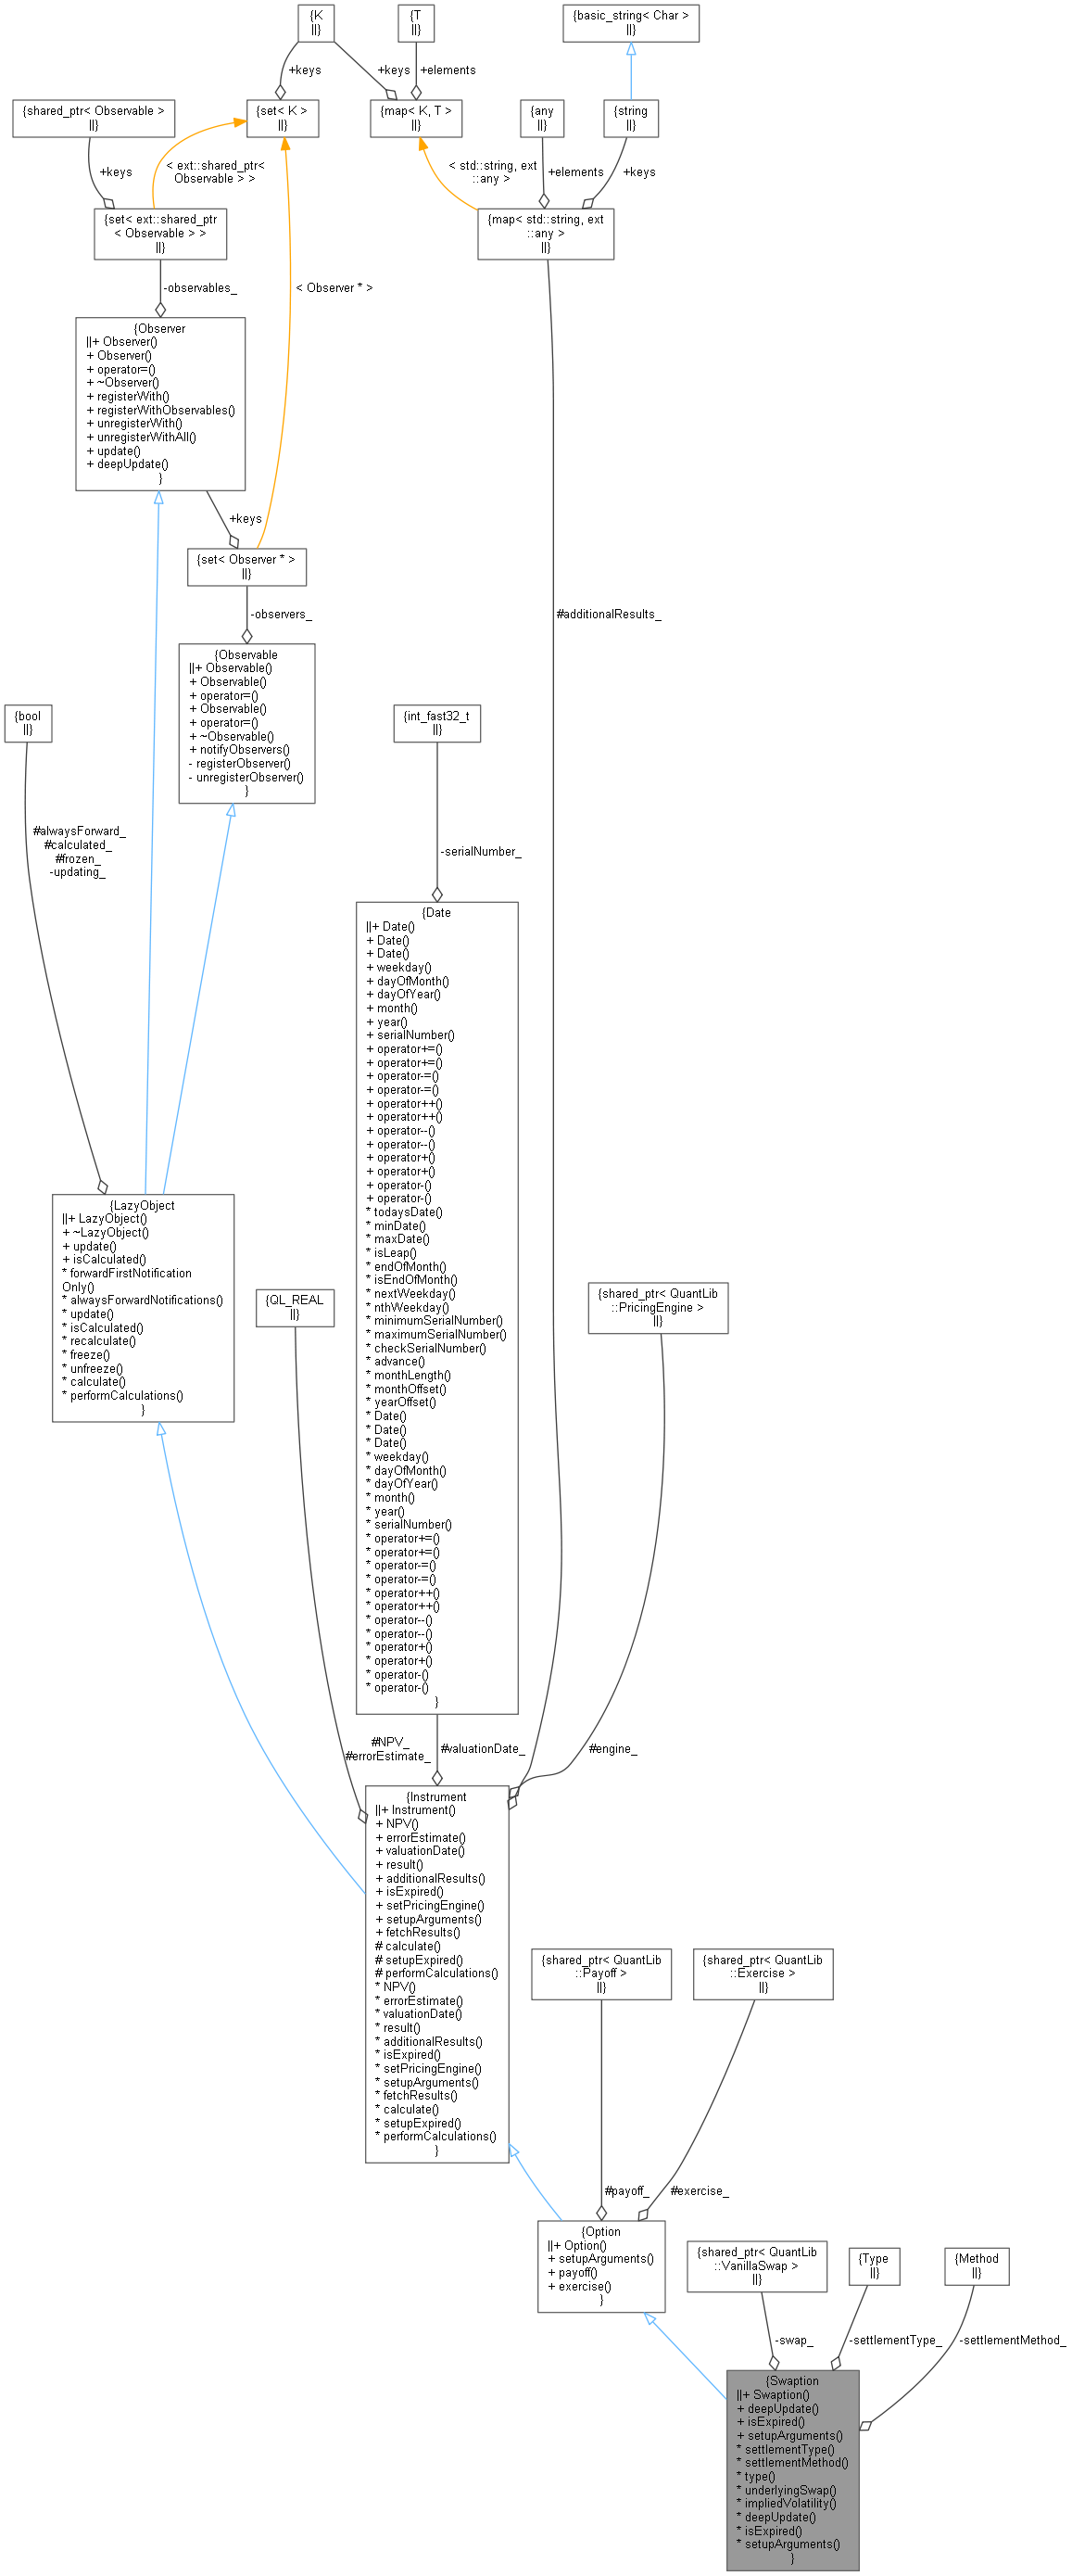 {K
||}
{T
||}
{basic_string< Char >
||}
+keys
+keys
+elements
{shared_ptr< Observable >
||}
{set< K >
||}
{map< K, T >
||}
{any
||}
{string
||}
+keys
< ext::shared_ptr<
Observable > >
< std::string, ext
::any >
+elements
+keys
{set< ext::shared_ptr
< Observable > >
||}
{map< std::string, ext
::any >
||}
-observables_
< Observer * >
{Observer
||+ Observer()
+ Observer()
+ operator=()
+ ~Observer()
+ registerWith()
+ registerWithObservables()
+ unregisterWith()
+ unregisterWithAll()
+ update()
+ deepUpdate()
}
+keys
{set< Observer * >
||}
-observers_
#additionalResults_
{Observable
||+ Observable()
+ Observable()
+ operator=()
+ Observable()
+ operator=()
+ ~Observable()
+ notifyObservers()
- registerObserver()
- unregisterObserver()
}
{bool
||}
{int_fast32_t
||}
#alwaysForward_
#calculated_
#frozen_
-updating_
-serialNumber_
{Date
||+ Date()
+ Date()
+ Date()
+ weekday()
+ dayOfMonth()
+ dayOfYear()
+ month()
+ year()
+ serialNumber()
+ operator+=()
+ operator+=()
+ operator-=()
+ operator-=()
+ operator++()
+ operator++()
+ operator--()
+ operator--()
+ operator+()
+ operator+()
+ operator-()
+ operator-()
* todaysDate()
* minDate()
* maxDate()
* isLeap()
* endOfMonth()
* isEndOfMonth()
* nextWeekday()
* nthWeekday()
* minimumSerialNumber()
* maximumSerialNumber()
* checkSerialNumber()
* advance()
* monthLength()
* monthOffset()
* yearOffset()
* Date()
* Date()
* Date()
* weekday()
* dayOfMonth()
* dayOfYear()
* month()
* year()
* serialNumber()
* operator+=()
* operator+=()
* operator-=()
* operator-=()
* operator++()
* operator++()
* operator--()
* operator--()
* operator+()
* operator+()
* operator-()
* operator-()
}
{LazyObject
||+ LazyObject()
+ ~LazyObject()
+ update()
+ isCalculated()
* forwardFirstNotification
Only()
* alwaysForwardNotifications()
* update()
* isCalculated()
* recalculate()
* freeze()
* unfreeze()
* calculate()
* performCalculations()
}
{QL_REAL
||}
{shared_ptr< QuantLib
::PricingEngine >
||}
#NPV_
#errorEstimate_
#valuationDate_
#engine_
{Instrument
||+ Instrument()
+ NPV()
+ errorEstimate()
+ valuationDate()
+ result()
+ additionalResults()
+ isExpired()
+ setPricingEngine()
+ setupArguments()
+ fetchResults()
# calculate()
# setupExpired()
# performCalculations()
* NPV()
* errorEstimate()
* valuationDate()
* result()
* additionalResults()
* isExpired()
* setPricingEngine()
* setupArguments()
* fetchResults()
* calculate()
* setupExpired()
* performCalculations()
}
{shared_ptr< QuantLib
::Payoff >
||}
{shared_ptr< QuantLib
::Exercise >
||}
#payoff_
#exercise_
{Option
||+ Option()
+ setupArguments()
+ payoff()
+ exercise()
}
{shared_ptr< QuantLib
::VanillaSwap >
||}
{Type
||}
{Method
||}
-swap_
-settlementType_
-settlementMethod_
{Swaption
||+ Swaption()
+ deepUpdate()
+ isExpired()
+ setupArguments()
* settlementType()
* settlementMethod()
* type()
* underlyingSwap()
* impliedVolatility()
* deepUpdate()
* isExpired()
* setupArguments()
}